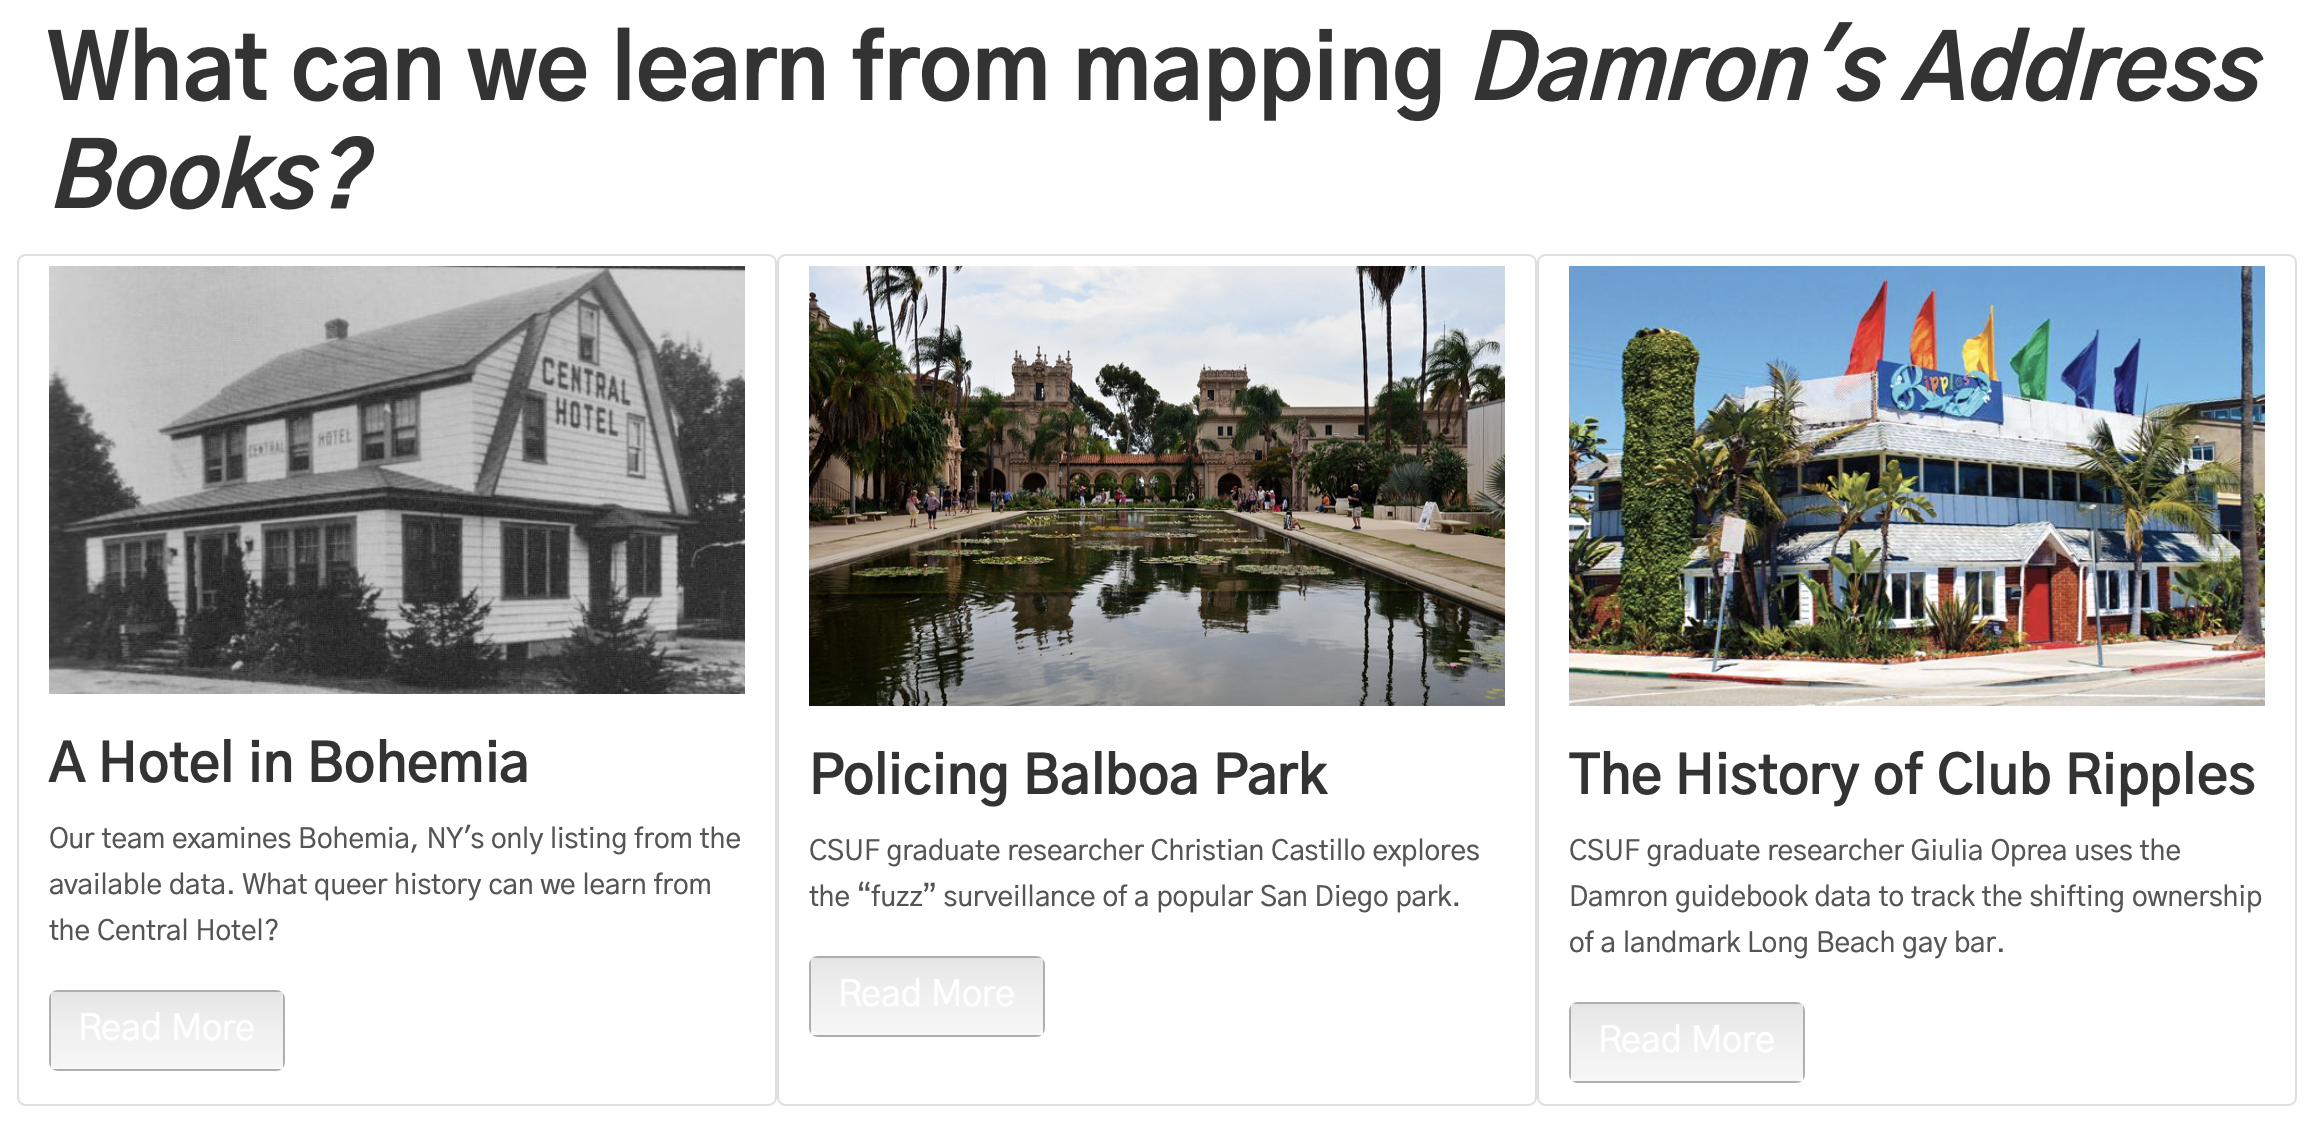 What can we learn from mapping Damron's Address
Books?
CENTRAL
HOTEL
CENTRAL
HOTEL
Ripples
A Hotel in Bohemia
Our team examines Bohemia, NY's only listing from the
available data. What queer history can we learn from
the Central Hotel?
Read More
Policing Balboa Park
CSUF graduate researcher Christian Castillo explores
the “fuzz” surveillance of a popular San Diego park.
Read More
The History of Club Ripples
CSUF graduate researcher Giulia Oprea uses the
Damron guidebook data to track the shifting ownership
of a landmark Long Beach gay bar.
Read More